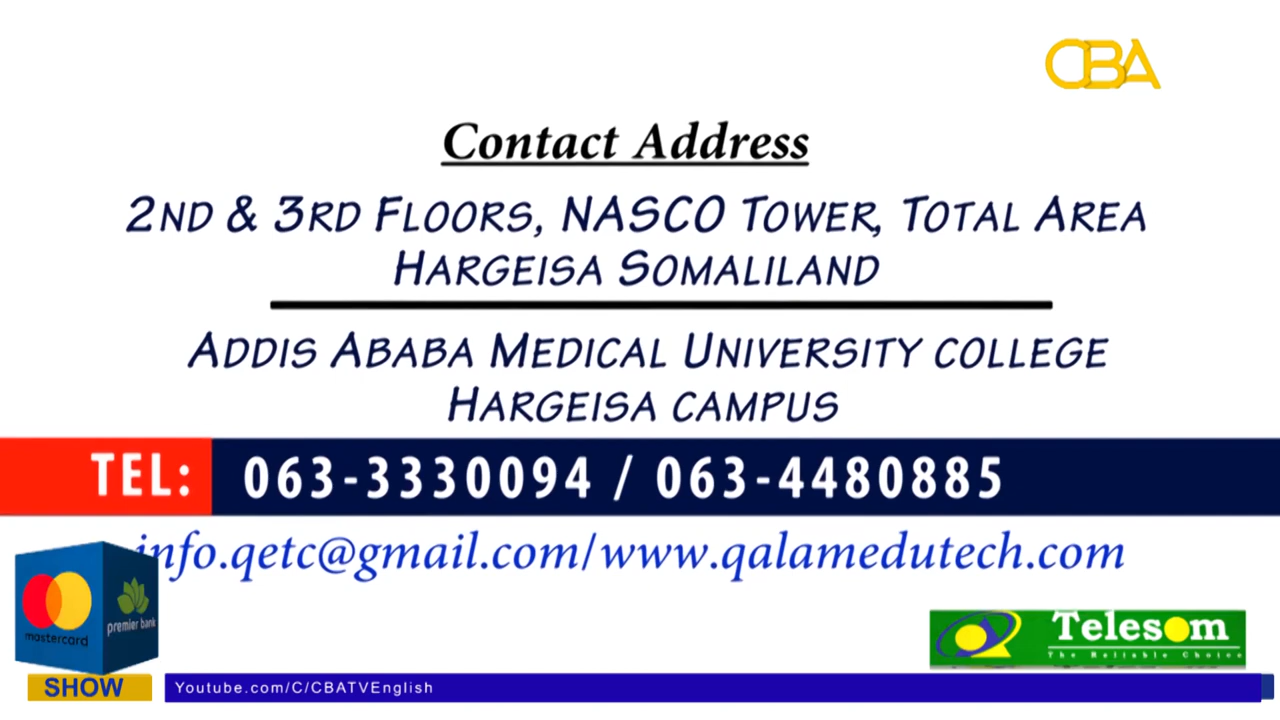 CBA
Contact Address
2ND & 3RD FLOORS, NASCO TOWER, TOTAL AREA
HARGEISA SOMALILAND
ADDIS ABABA MEDICAL UNIVERSITY COLLEGE
HARGEISA CAMPUS
TEL: 063-3330094 / 063-4480885
info.qetc@gmail.com/www.qalamedutech.com
mastercard
premier bank
Telesom
The Reliable Choice
SHOW
Youtube.com/C/CBATVEnglish